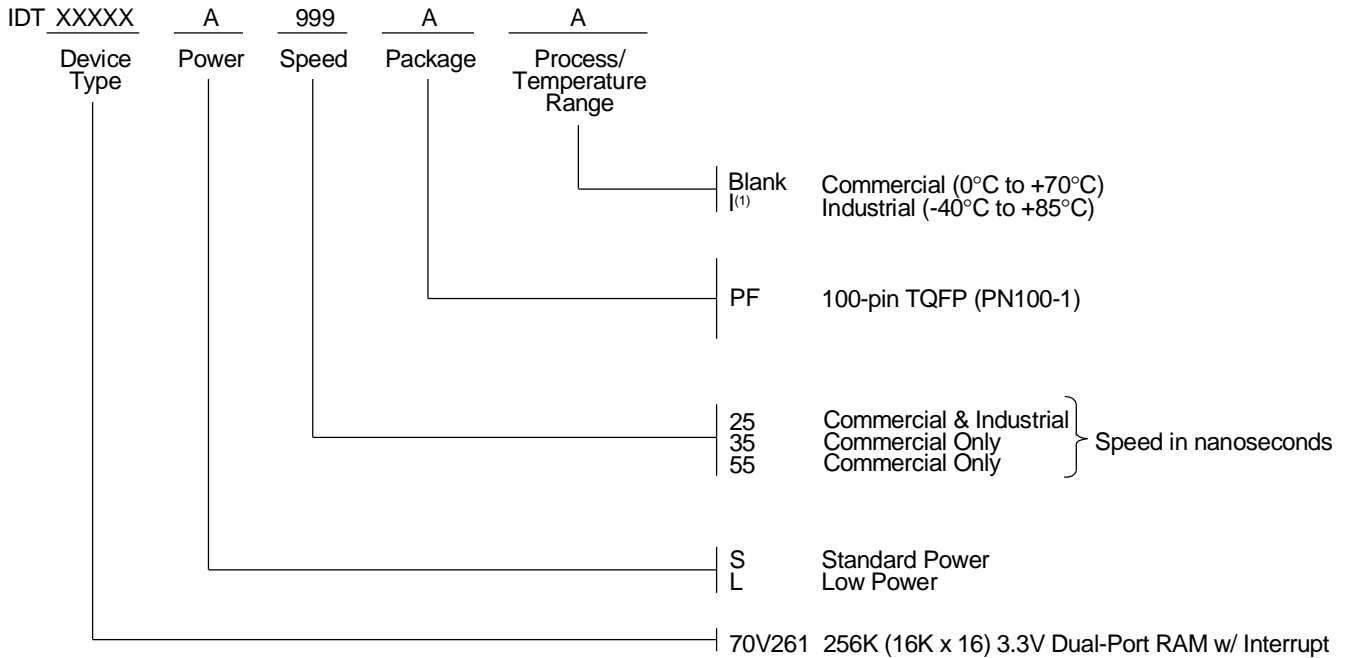 IDT XXXXX A 999 A A
Device Type Power Speed Package Process/ Temperature Range
Blank Commercial (0°C to +70°C)
I(1) Industrial (-40°C to +85°C)
PF 100-pin TQFP (PN100-1)
25 Commercial & Industrial
35 Commercial Only
55 Commercial Only
Speed in nanoseconds
S Standard Power
L Low Power
70V261 256K (16K x 16) 3.3V Dual-Port RAM w/ Interrupt